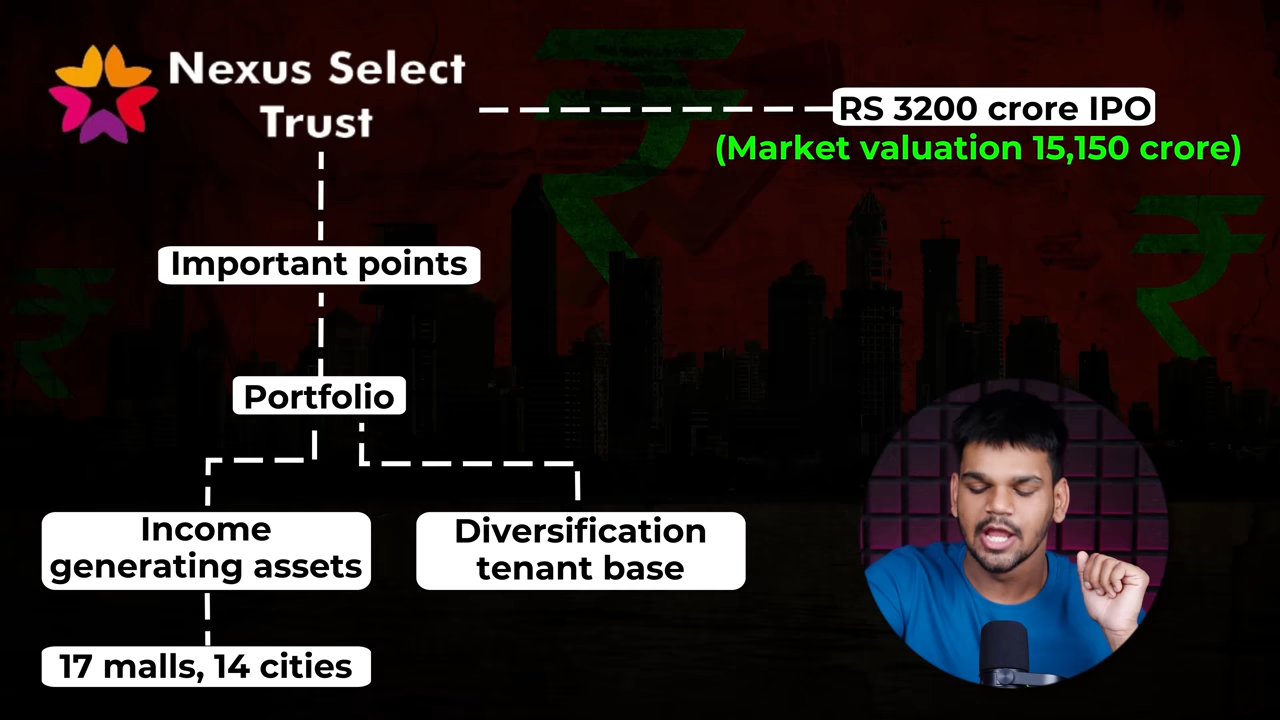 Nexus Select
Trust
RS 3200 crore IPO
(Market valuation 15,150 crore)
Important points
Portfolio
Income
generating assets
Diversification
tenant base
17 malls, 14 cities